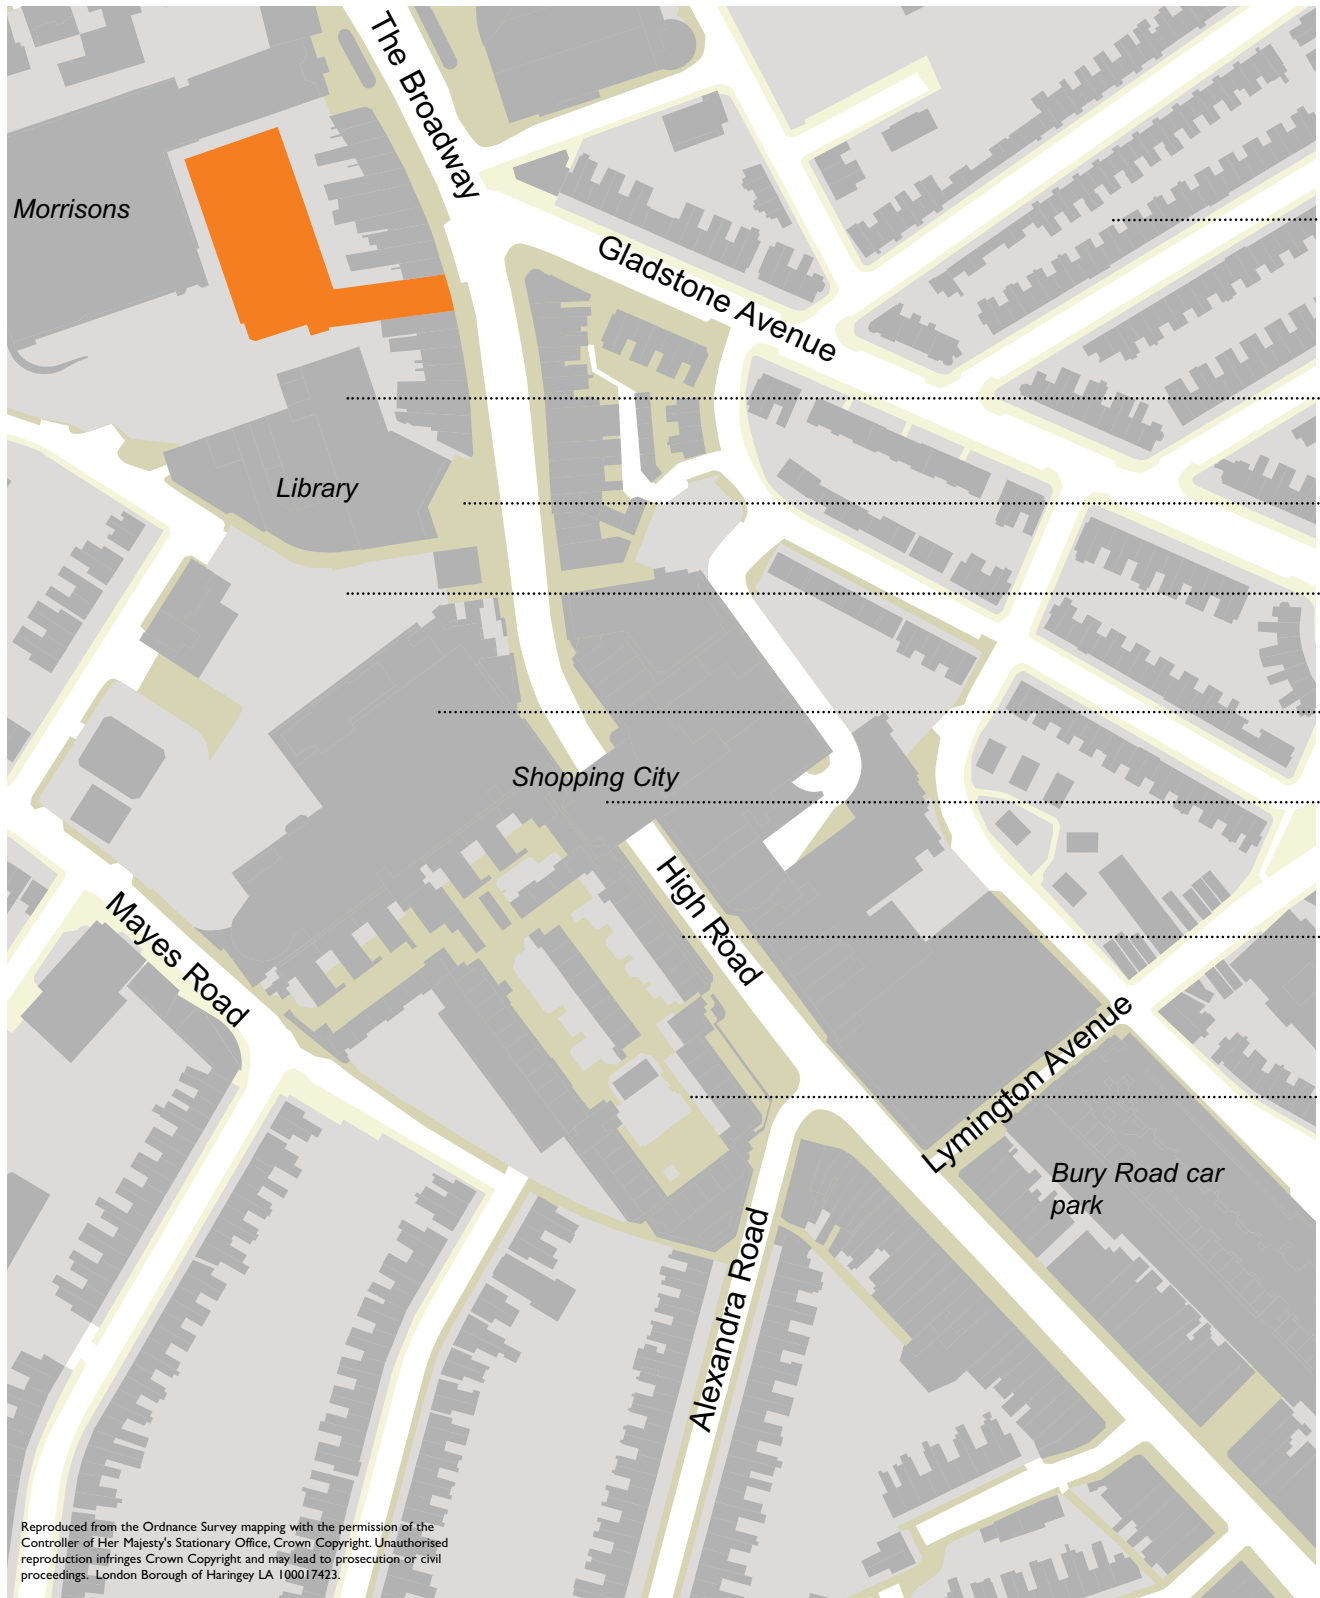 The Broadway
Morrisons
Gladstone Avenue
Library
Shopping City
High Road
Mayes Road
Lymington Avenue
Bury Road car
park
Alexandra Road
Reproduced from the Ordnance Survey mapping with the permission of the
Controller of Her Majesty's Stationary Office, Crown Copyright. Unauthorised
reproduction infringes Crown Copyright and may lead to prosecution or civil
proceedings. London Borough of Haringey LA 100017423.